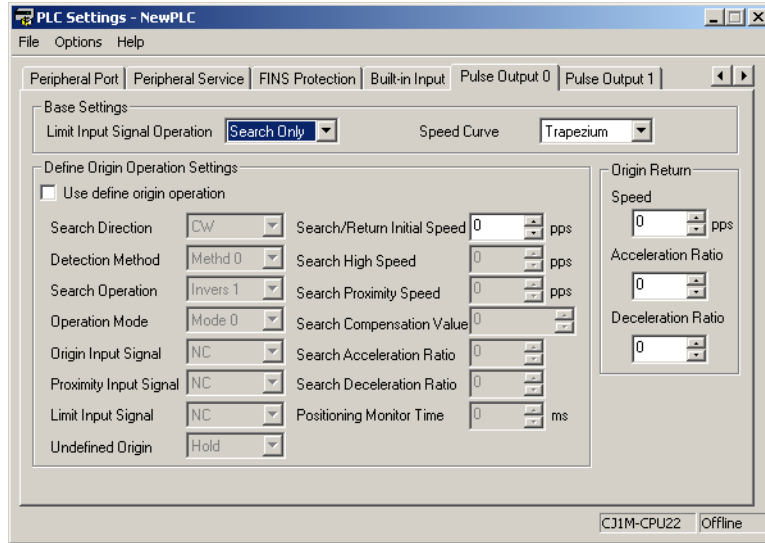 PLC Settings - NewPLC
File Options Help
Peripheral Port Peripheral Service FINS Protection Built-in Input Pulse Output 0 Pulse Output 1
Base Settings
Limit Input Signal Operation Search Only Speed Curve Trapezium
Define Origin Operation Settings
Use define origin operation
Search Direction CW Search/Return Initial Speed 0 pps
Detection Method Methd 0 Search High Speed 0 pps
Search Operation Invers 1 Search Proximity Speed 0 pps
Operation Mode Mode 0 Search Compensation Value 0
Origin Input Signal NC Search Acceleration Ratio 0
Proximity Input Signal NC Search Deceleration Ratio 0
Limit Input Signal NC Positioning Monitor Time 0 ms
Undefined Origin Hold
Origin Return
Speed
0 pps
Acceleration Ratio
0
Deceleration Ratio
0
CJ1M-CPU22 Offline